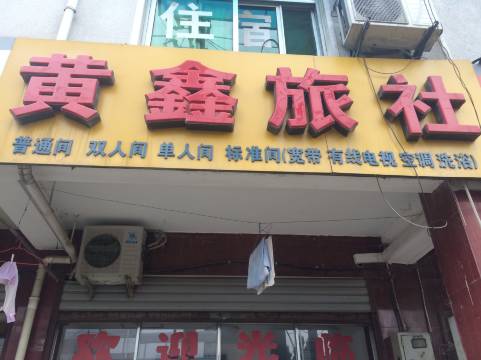 住宿
黄鑫旅社
普通间 双人间 单人间 标准间(宽带 有线电视 空调 洗浴)
欢迎光临